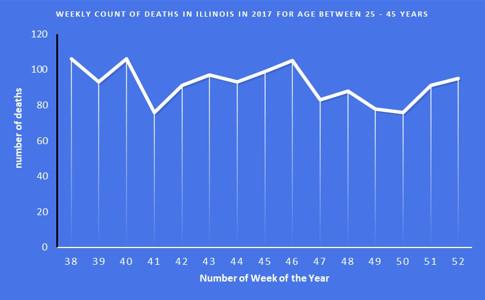 WEEKLY COUNT OF DEATHS IN ILLINOIS IN 2017 FOR AGE BETWEEN 25 - 45 YEARS
120
100
80
60
40
20
0
number of deaths
38 39 40 41 42 43 44 45 46 47 48 49 50 51 52
Number of Week of the Year